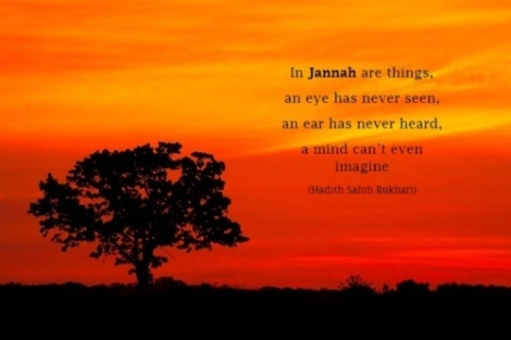 In Jannah are things,
an eye has never seen,
an ear has never heard,
a mind can't even
imagine
(Hadith Sahih Bukhari)